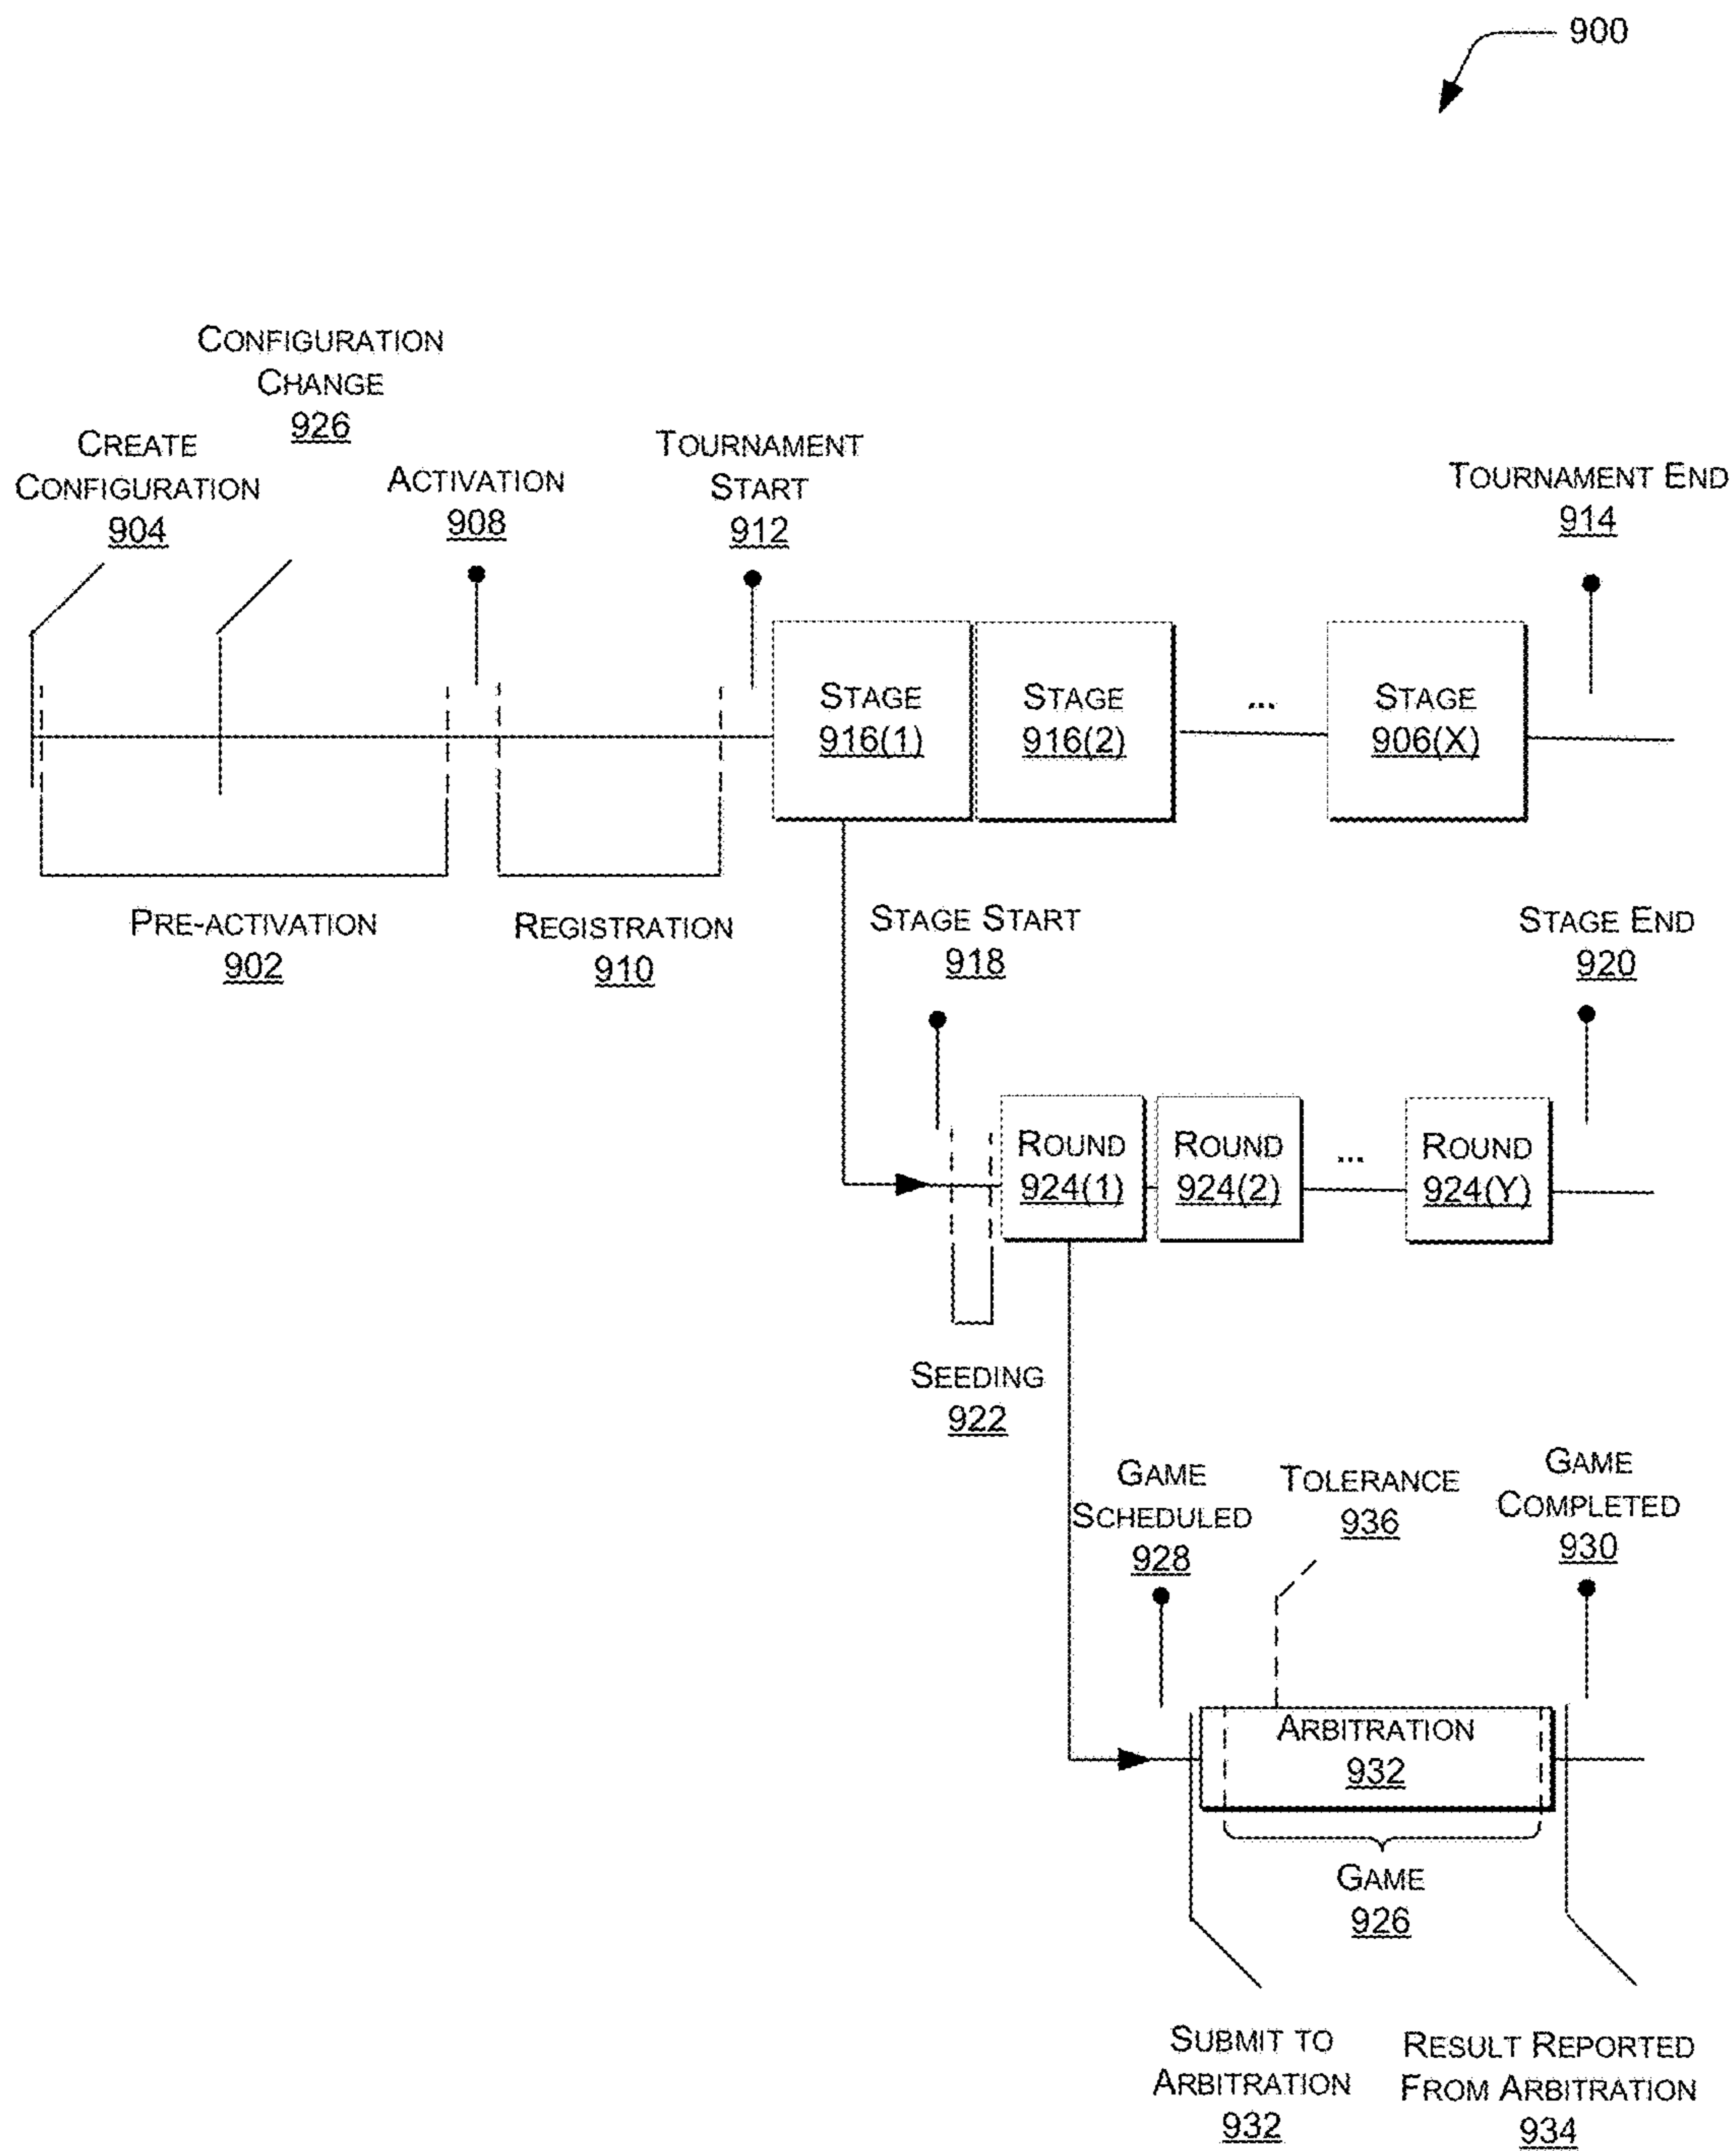 900
CONFIGURATION
CHANGE
926
CREATE
CONFIGURATION
904
ACTIVATION
908
TOURNAMENT
START
912
TOURNAMENT END
914
STAGE
916(1)
STAGE
916(2)
...
STAGE
906(X)
PRE-ACTIVATION
902
REGISTRATION
910
STAGE START
918
STAGE END
920
ROUND
924(1)
ROUND
924(2)
...
ROUND
924(Y)
SEEDING
922
GAME
SCHEDULED
928
TOLERANCE
936
GAME
COMPLETED
930
ARBITRATION
932
GAME
926
SUBMIT TO
ARBITRATION
932
RESULT REPORTED
FROM ARBITRATION
934